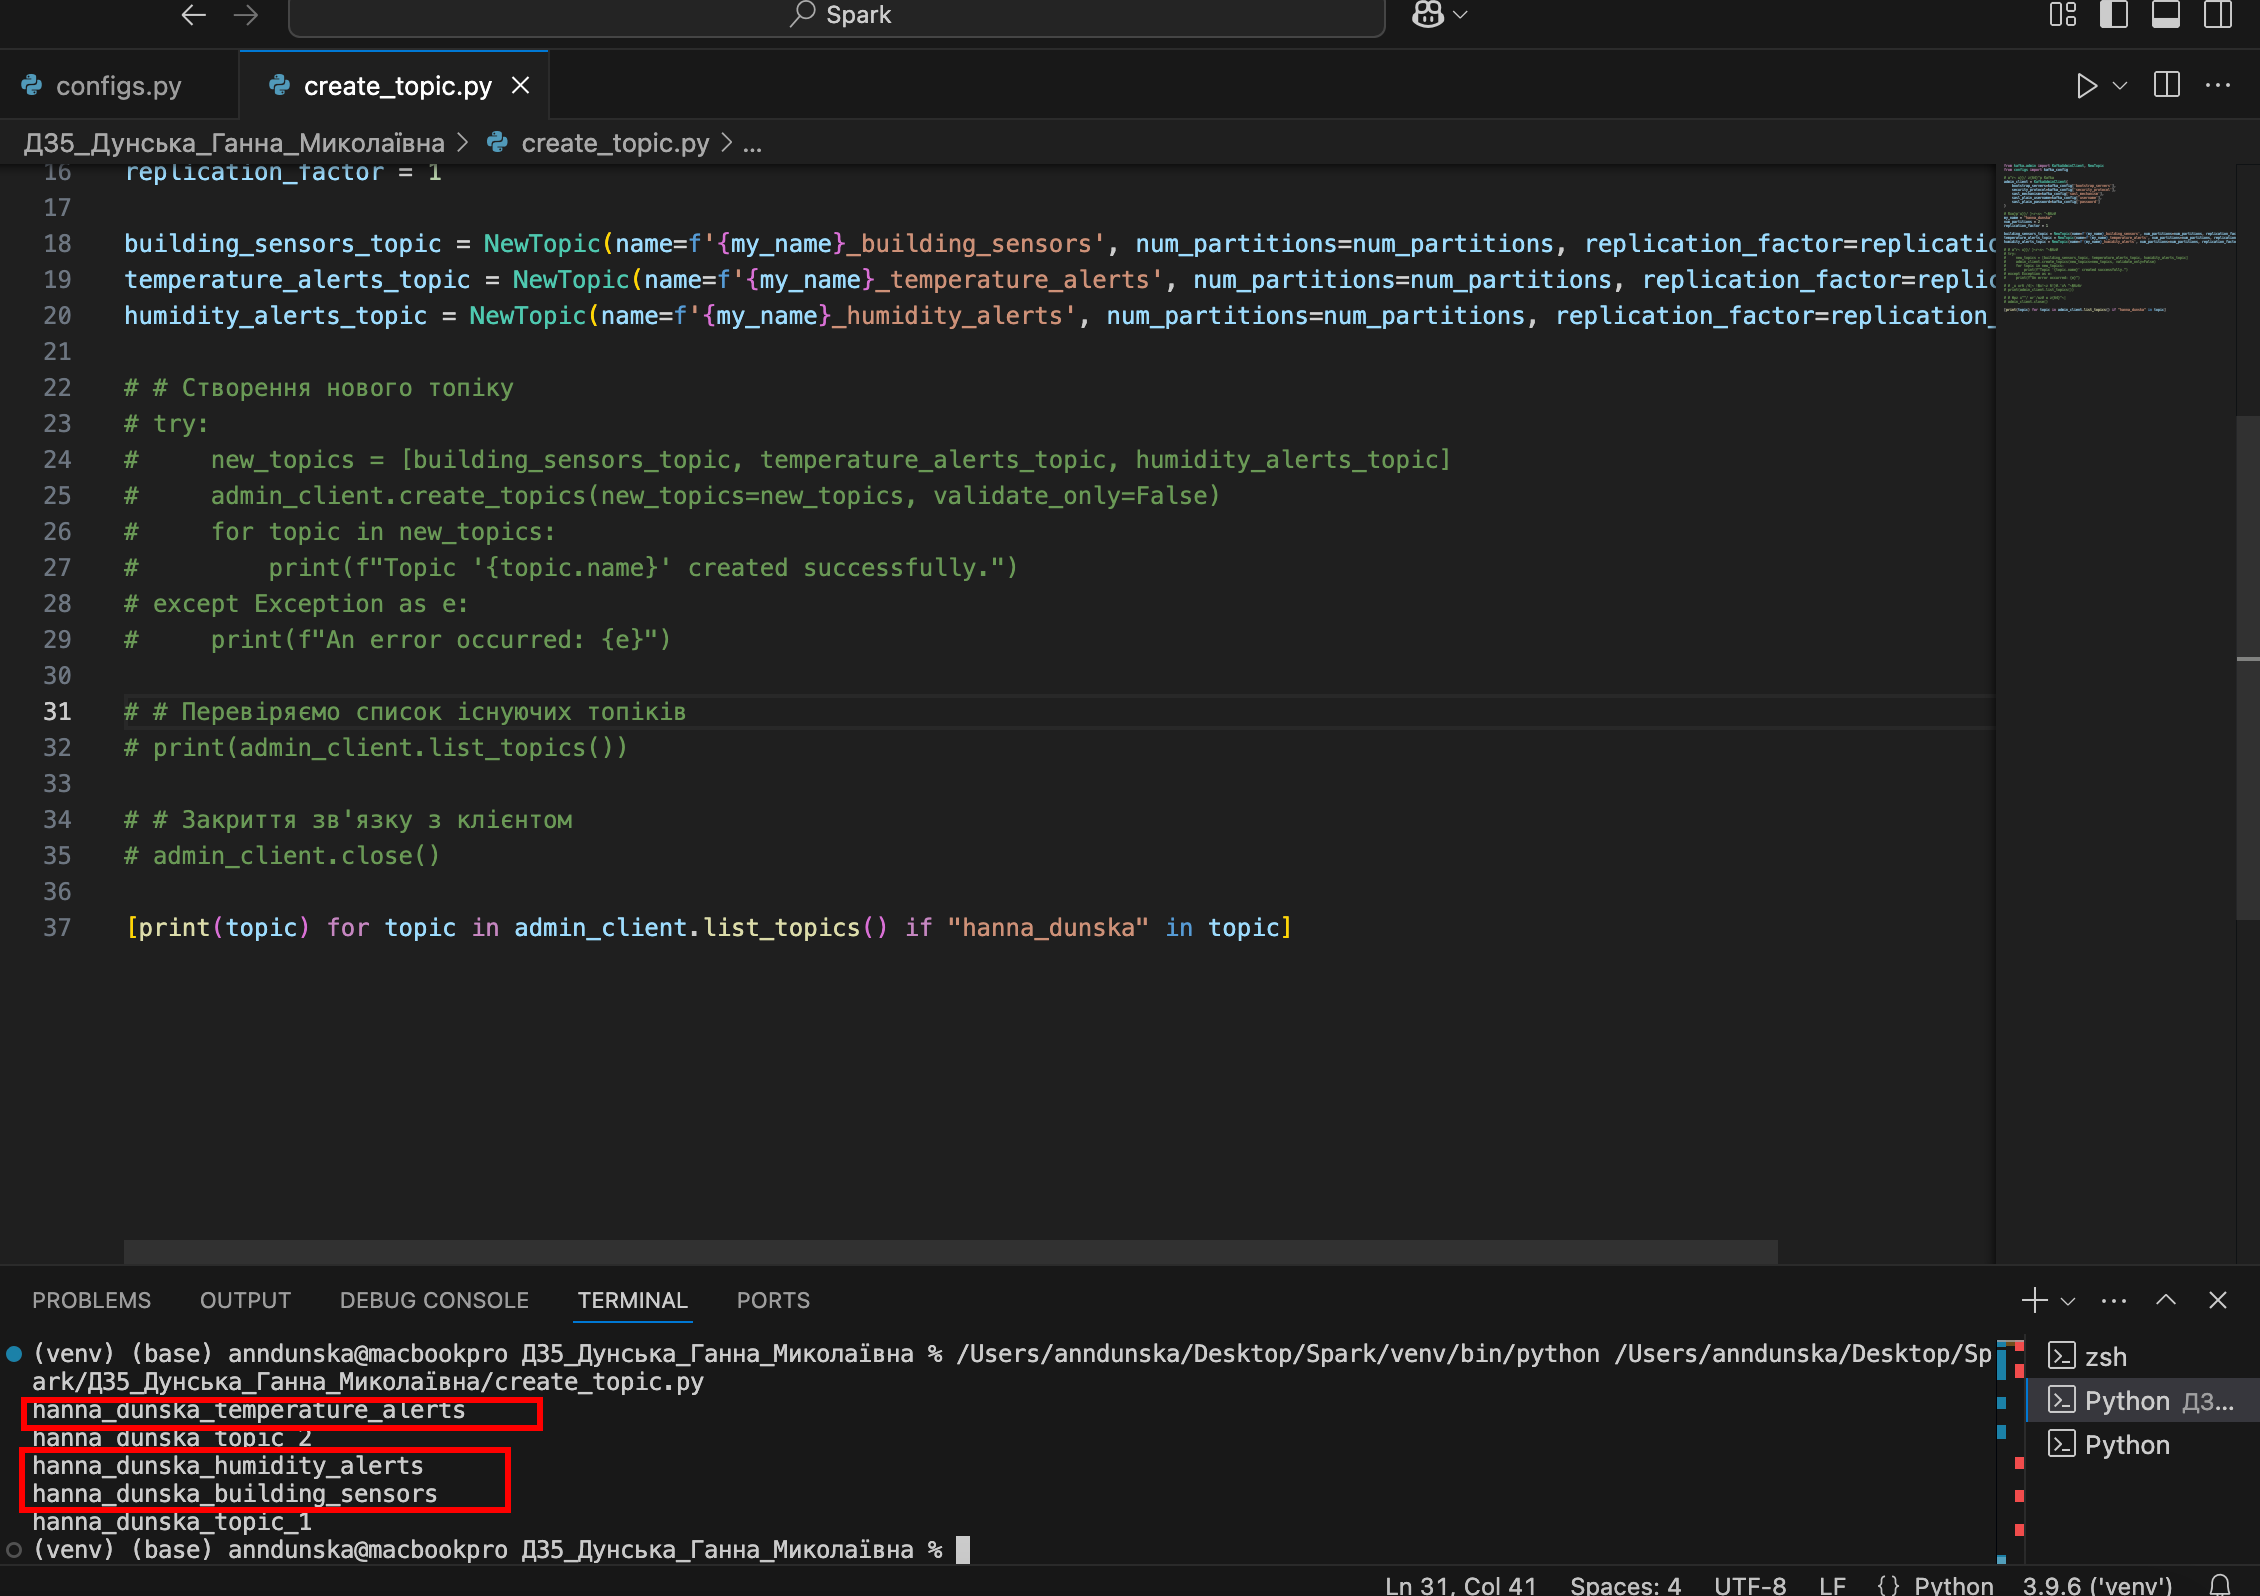 Spark
configs.py
create_topic.py
ДЗ5_Дунська_Ганна_Миколаївна > create_topic.py > ...
16 replication_factor = 1
17
18 building_sensors_topic = NewTopic(name=f'{my_name}_building_sensors', num_partitions=num_partitions, replication_factor=replicatio
19 temperature_alerts_topic = NewTopic(name=f'{my_name}_temperature_alerts', num_partitions=num_partitions, replication_factor=replic
20 humidity_alerts_topic = NewTopic(name=f'{my_name}_humidity_alerts', num_partitions=num_partitions, replication_factor=replication_
21
22 # # Створення нового топіку
23 # try:
24 #     new_topics = [building_sensors_topic, temperature_alerts_topic, humidity_alerts_topic]
25 #     admin_client.create_topics(new_topics=new_topics, validate_only=False)
26 #     for topic in new_topics:
27 #         print(f"Topic '{topic.name}' created successfully.")
28 # except Exception as e:
29 #     print(f"An error occurred: {e}")
30
31 # # Перевіряємо список існуючих топіків
32 # print(admin_client.list_topics())
33
34 # # Закриття зв'язку з клієнтом
35 # admin_client.close()
36
37 [print(topic) for topic in admin_client.list_topics() if "hanna_dunska" in topic]
PROBLEMS OUTPUT DEBUG CONSOLE TERMINAL PORTS
(venv) (base) anndunska@macbookpro ДЗ5_Дунська_Ганна_Миколаївна % /Users/anndunska/Desktop/Spark/venv/bin/python /Users/anndunska/Desktop/Sp
ark/ДЗ5_Дунська_Ганна_Миколаївна/create_topic.py
hanna_dunska_temperature_alerts
hanna_dunska_topic_2
hanna_dunska_humidity_alerts
hanna_dunska_building_sensors
hanna_dunska_topic_1
(venv) (base) anndunska@macbookpro ДЗ5_Дунська_Ганна_Миколаївна %
zsh
Python ДЗ...
Python
Ln 31, Col 41 Spaces: 4 UTF-8 LF {} Python 3.9.6 ('venv')